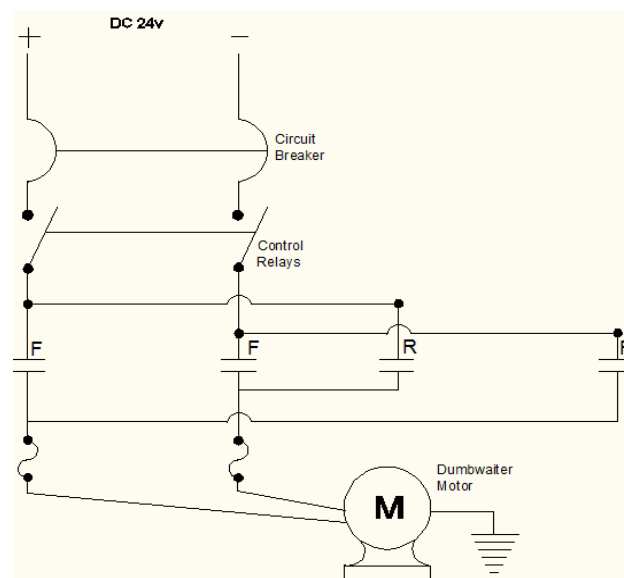 DC 24v
+ −
Circuit
Breaker
Control
Relays
F F R
Dumbwaiter
Motor
M